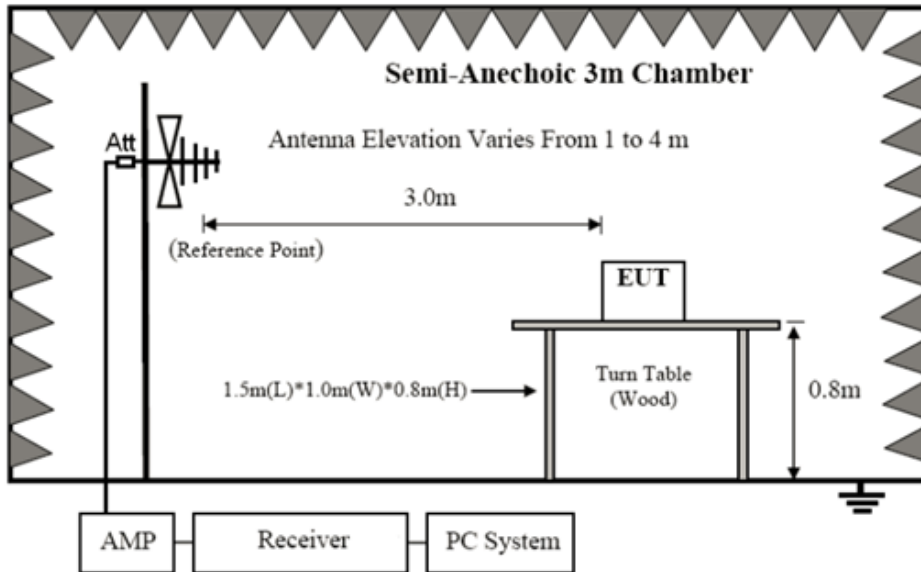 Semi-Anechoic 3m Chamber
Att
Antenna Elevation Varies From 1 to 4 m
3.0m
(Reference Point)
EUT
1.5m(L)*1.0m(W)*0.8m(H)
Turn Table
(Wood)
0.8m
AMP
Receiver
PC System